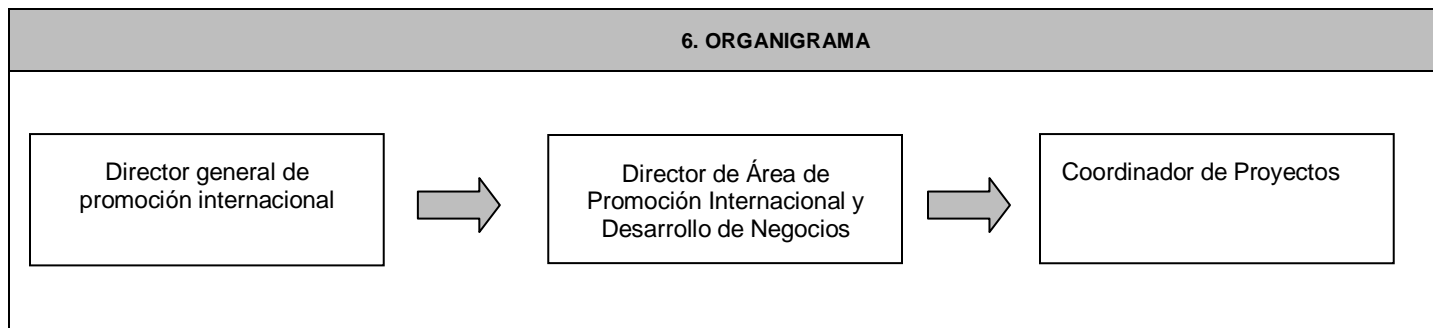 6. ORGANIGRAMA
Director general de
promoción internacional
Director de Área de
Promoción Internacional y
Desarrollo de Negocios
Coordinador de Proyectos